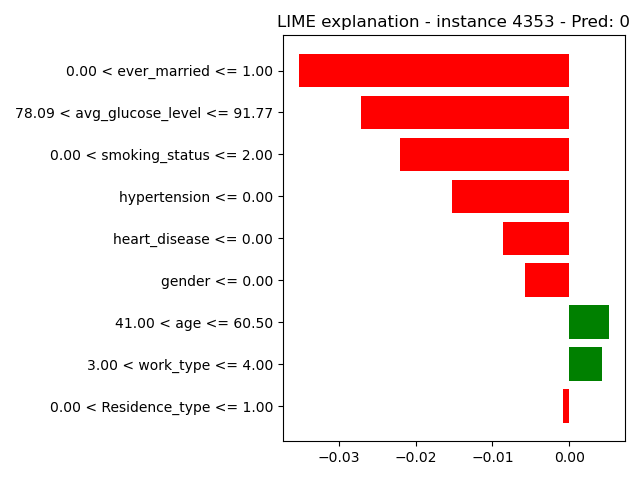 LIME explanation - instance 4353 - Pred: 0
0.00 < ever_married <= 1.00
78.09 < avg_glucose_level <= 91.77
0.00 < smoking_status <= 2.00
hypertension <= 0.00
heart_disease <= 0.00
gender <= 0.00
41.00 < age <= 60.50
3.00 < work_type <= 4.00
0.00 < Residence_type <= 1.00
−0.03 −0.02 −0.01 0.00